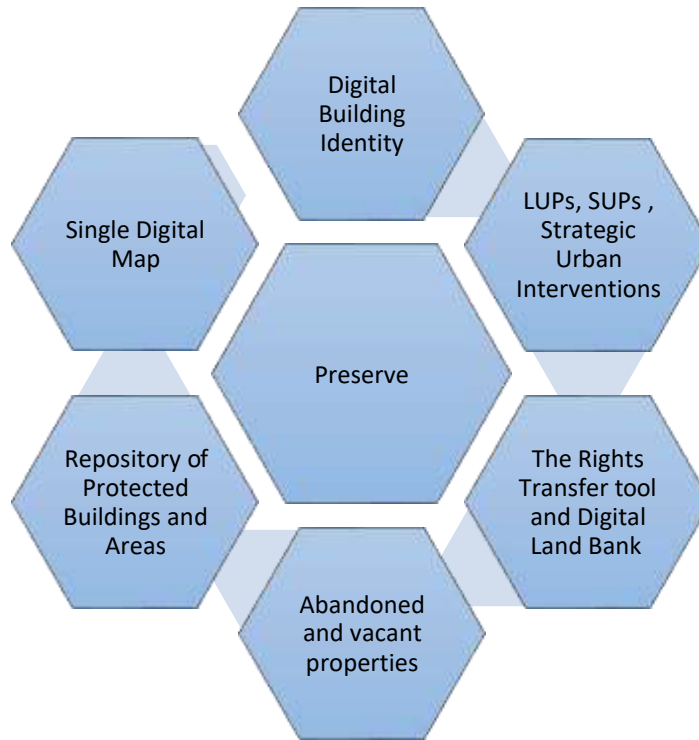 Digital
Building
Identity
LUPs, SUPs ,
Strategic
Urban
Interventions
Single Digital
Map
Preserve
The Rights
Transfer tool
and Digital
Land Bank
Repository of
Protected
Buildings and
Areas
Abandoned
and vacant
properties